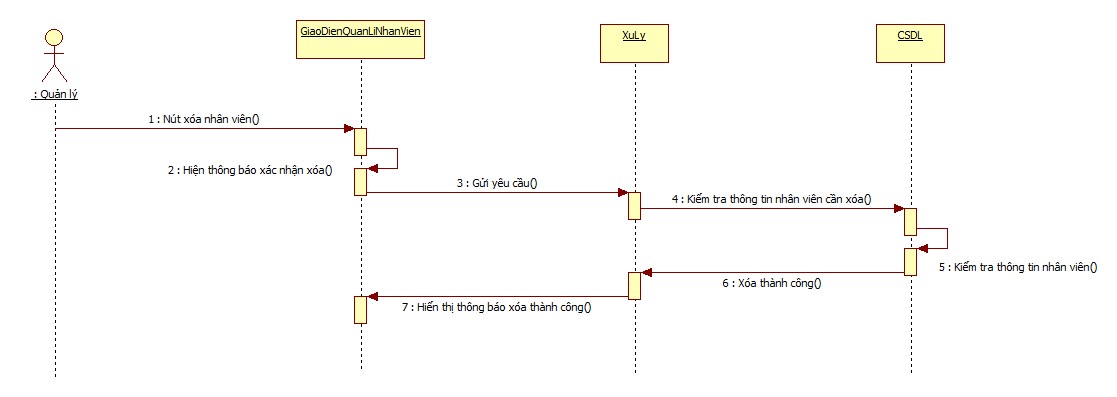 GiaoDienQuanLiNhanVien
XuLy
CSDL
: Quản lý
1 : Nút xóa nhân viên()
2 : Hiện thông báo xác nhận xóa()
3 : Gửi yêu cầu()
4 : Kiểm tra thông tin nhân viên cần xóa()
5 : Kiểm tra thông tin nhân viên()
6 : Xóa thành công()
7 : Hiển thị thông báo xóa thành công()